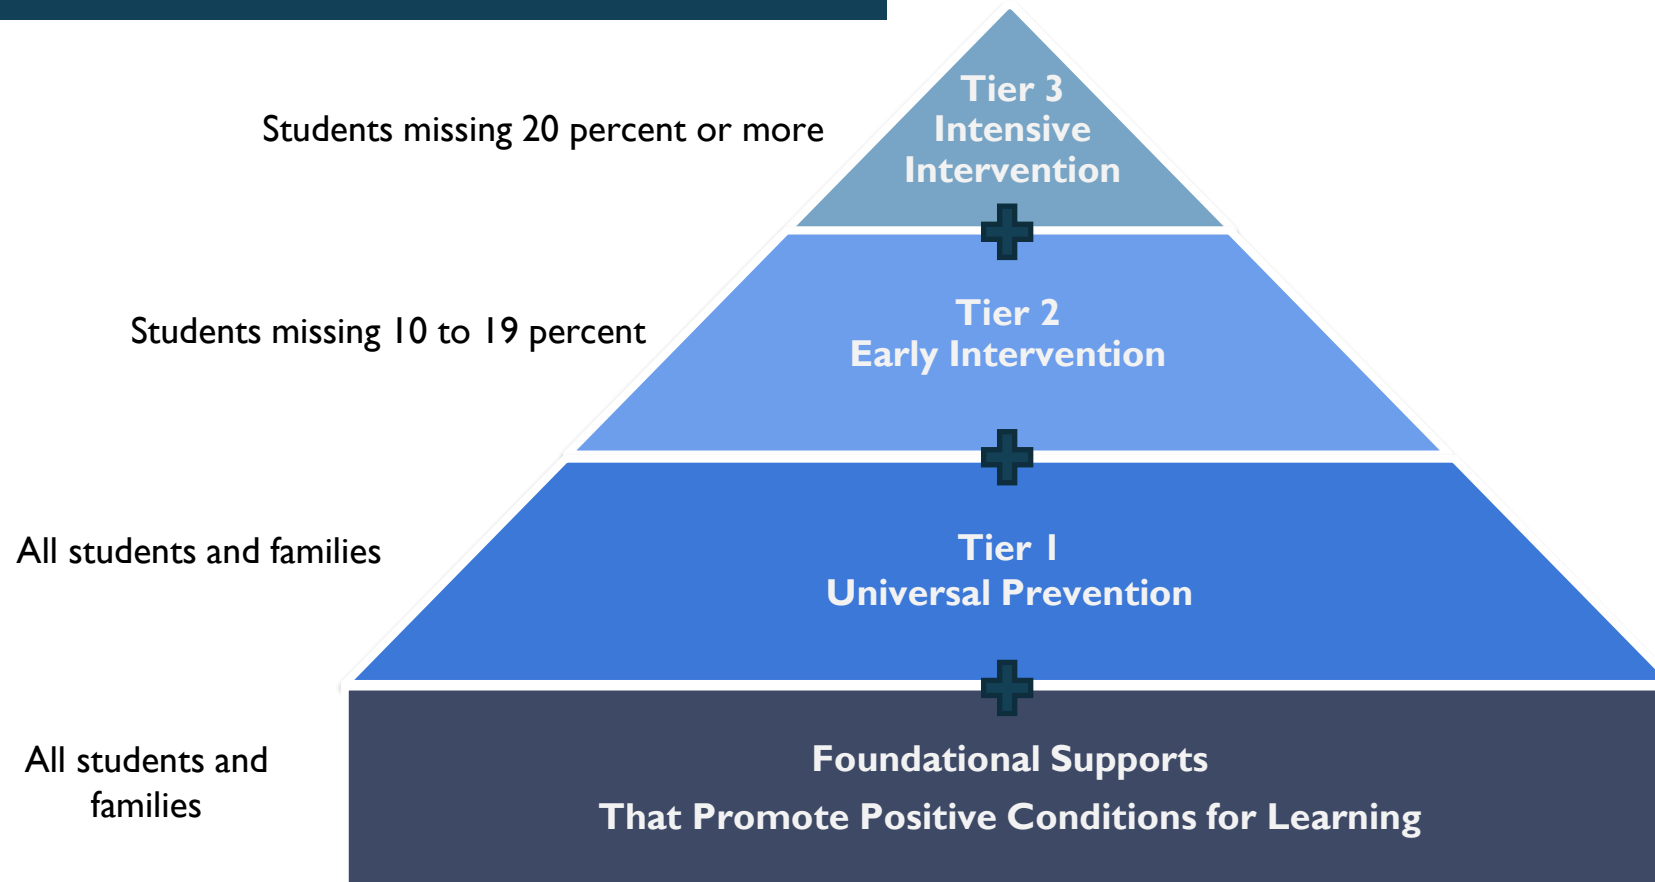 Tier 3
Intensive
Intervention
Students missing 20 percent or more
Tier 2
Early Intervention
Students missing 10 to 19 percent
Tier 1
Universal Prevention
All students and families
Foundational Supports
That Promote Positive Conditions for Learning
All students and
families